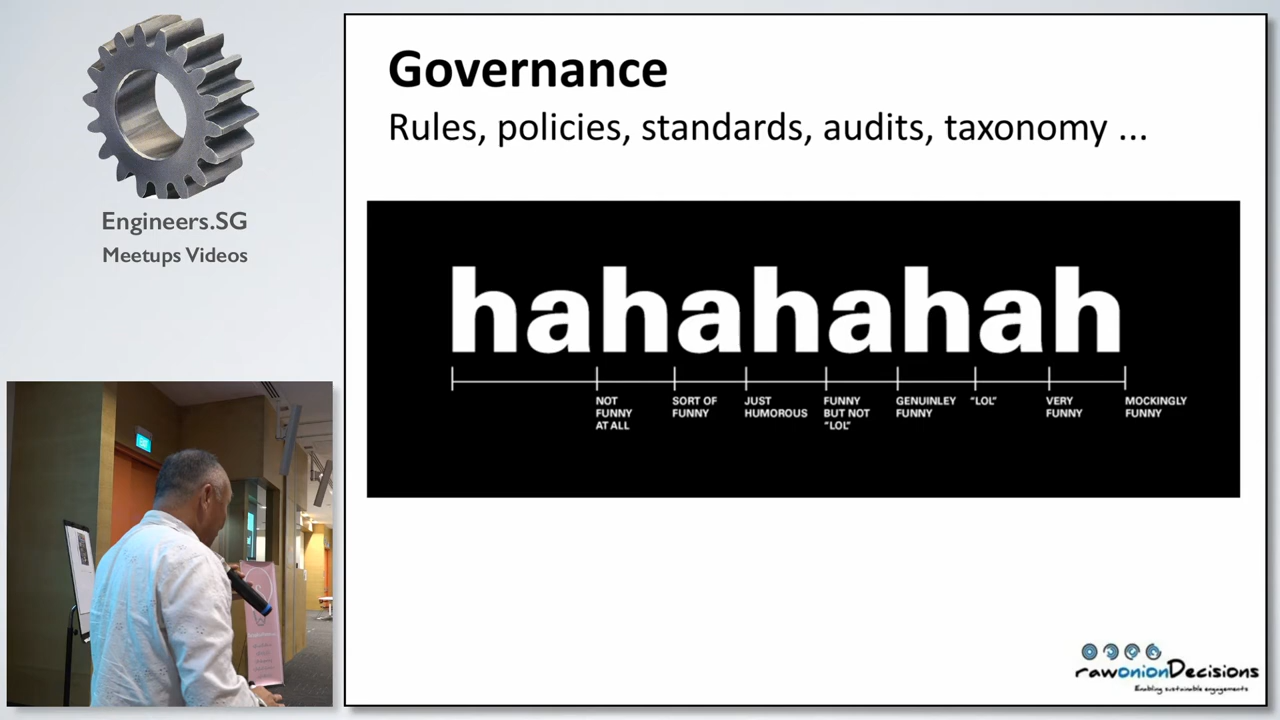 Engineers.SG
Meetups Videos
Governance
Rules, policies, standards, audits, taxonomy ...
hahahahah
NOT
FUNNY
AT ALL
SORT OF
FUNNY
JUST
HUMOROUS
FUNNY
BUT NOT
“LOL”
GENUINLEY
FUNNY
“LOL”
VERY
FUNNY
MOCKINGLY
FUNNY
rawonionDecisions
Enabling sustainable engagements
EXIT